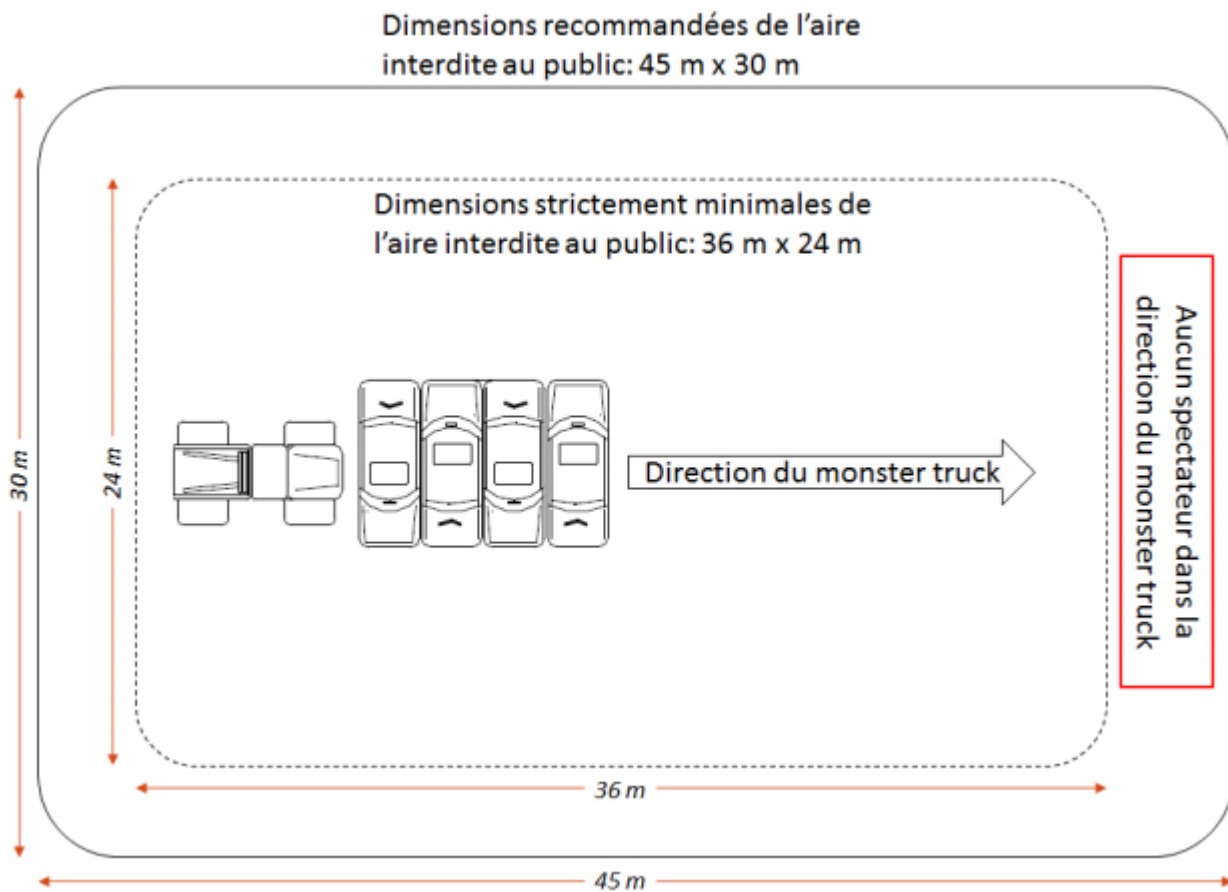 Dimensions recommandées de l'aire
interdite au public: 45 m x 30 m
Dimensions strictement minimales de
l'aire interdite au public: 36 m x 24 m
30 m
24 m
Direction du monster truck
Aucun spectateur dans la
direction du monster truck
36 m
45 m